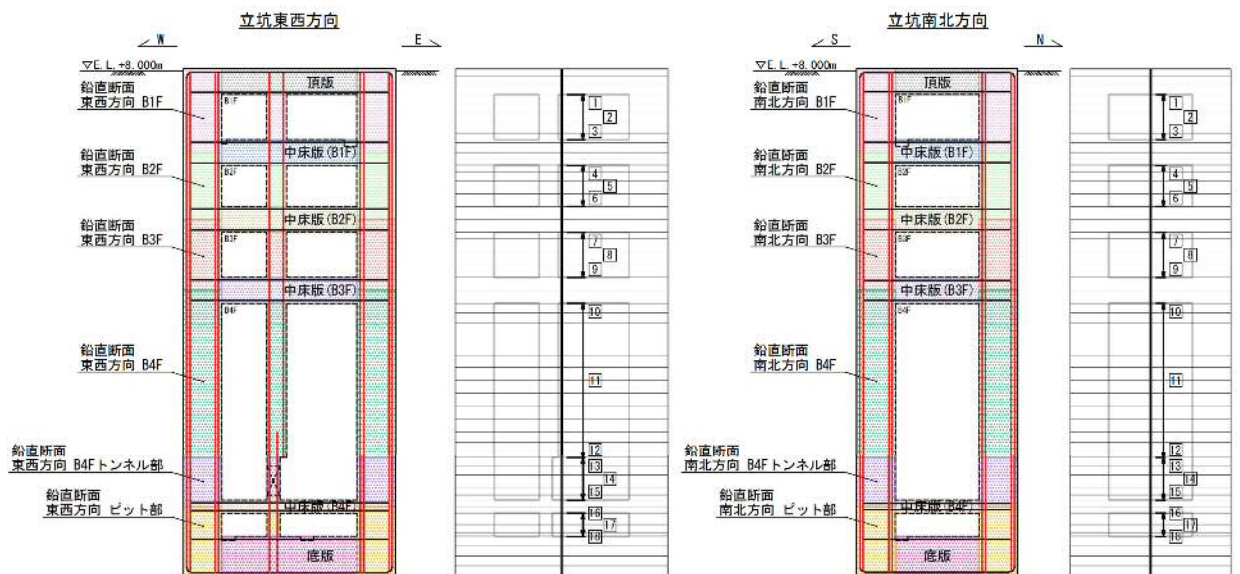 立坑東西方向
W
E
▽E.L.+8.000m
頂版
鉛直断面
東西方向 B1F
B1F
中床版(B1F)
鉛直断面
東西方向 B2F
B2F
中床版(B2F)
鉛直断面
東西方向 B3F
B3F
中床版(B3F)
B4F
鉛直断面
東西方向 B4F
鉛直断面
東西方向 B4Fトンネル部
中床版(B4F)
鉛直断面
東西方向 ピット部
底版
1
2
3
4
5
6
7
8
9
10
11
12
13
14
15
16
17
18
立坑南北方向
S
N
▽E.L.+8.000m
頂版
鉛直断面
南北方向 B1F
B1F
中床版(B1F)
鉛直断面
南北方向 B2F
B2F
中床版(B2F)
鉛直断面
南北方向 B3F
B3F
中床版(B3F)
B4F
鉛直断面
南北方向 B4F
鉛直断面
南北方向 B4Fトンネル部
中床版(B4F)
鉛直断面
南北方向 ピット部
底版
1
2
3
4
5
6
7
8
9
10
11
12
13
14
15
16
17
18